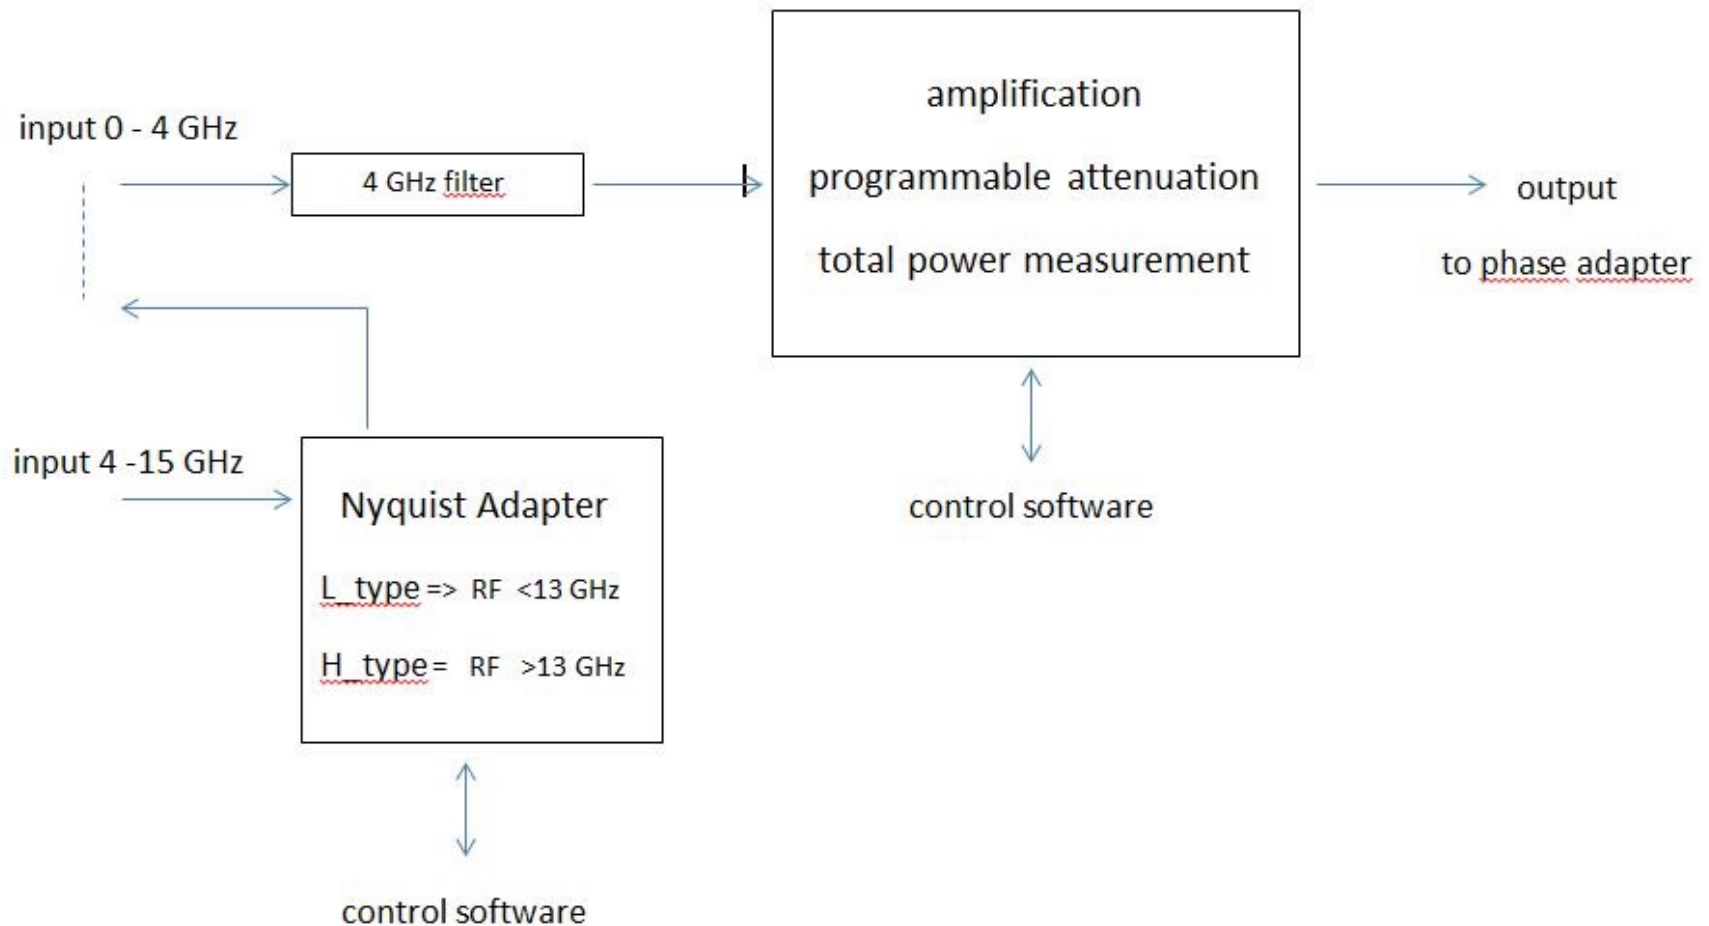 input 0 - 4 GHz
4 GHz filter
amplification
programmable attenuation
total power measurement
output
to phase adapter
control software
input 4 -15 GHz
Nyquist Adapter
L_type => RF <13 GHz
H_type = RF >13 GHz
control software